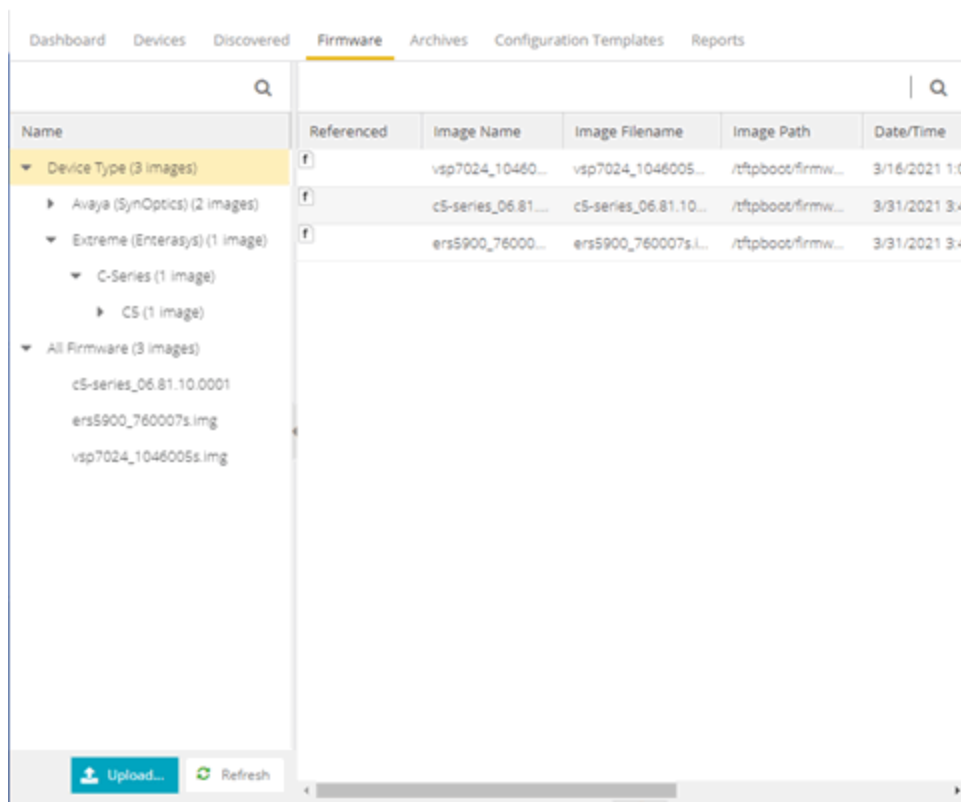 Dashboard Devices Discovered Firmware Archives Configuration Templates Reports
Name
Device Type (3 images)
Avaya (SynOptics) (2 images)
Extreme (Enterasys) (1 image)
C-Series (1 image)
C5 (1 image)
All Firmware (3 images)
c5-series_06.81.10.0001
ers5900_760007s.img
vsp7024_1046005s.img
Upload... Refresh
Referenced Image Name Image Filename Image Path Date/Time
f vsp7024_10460... vsp7024_1046005... /tftpboot/firmw... 3/16/2021 1:0
f c5-series_06.81.... c5-series_06.81.10... /tftpboot/firmw... 3/31/2021 3:4
f ers5900_76000... ers5900_760007s.i... /tftpboot/firmw... 3/31/2021 3:4